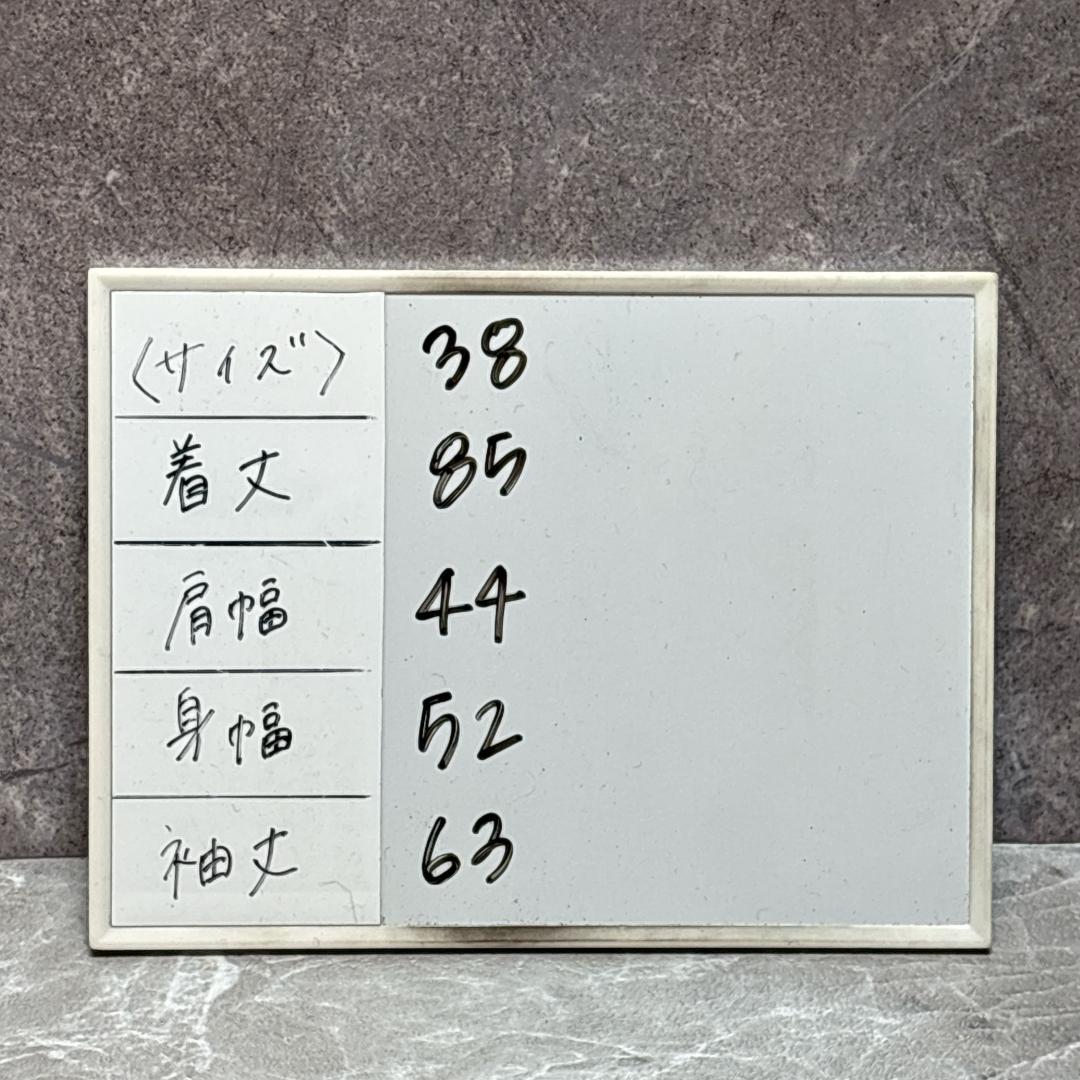 〈サイズ〉 38
着丈 85
肩幅 44
身幅 52
袖丈 63